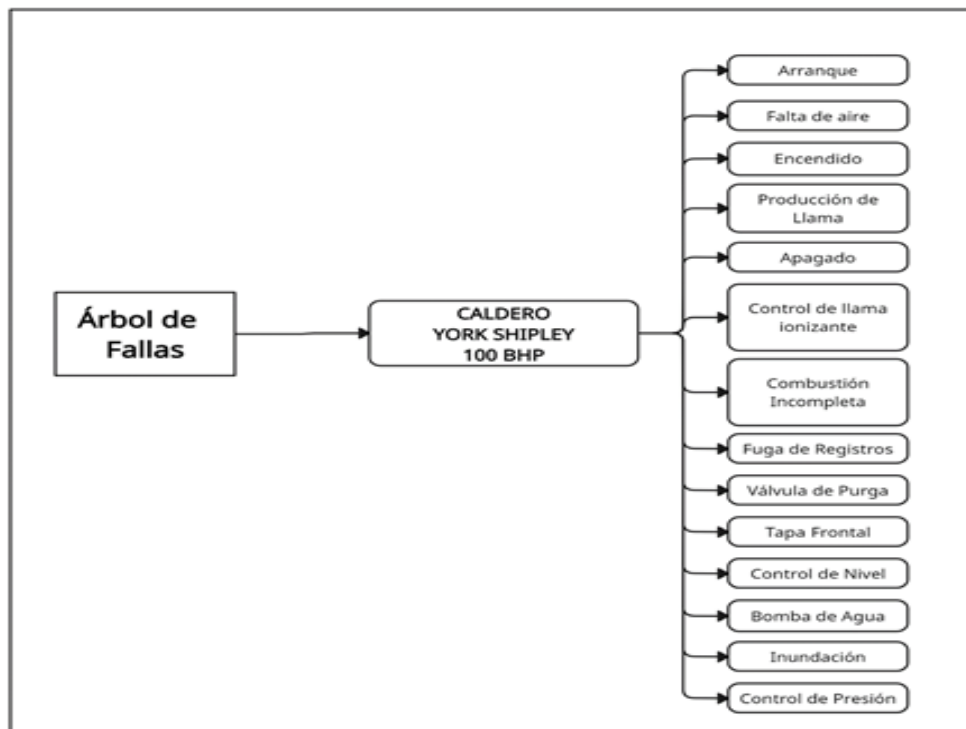 Árbol de
Fallas
CALDERO
YORK SHIPLEY
100 BHP
Arranque
Falta de aire
Encendido
Producción de
Llama
Apagado
Control de llama
ionizante
Combustión
Incompleta
Fuga de Registros
Válvula de Purga
Tapa Frontal
Control de Nivel
Bomba de Agua
Inundación
Control de Presión